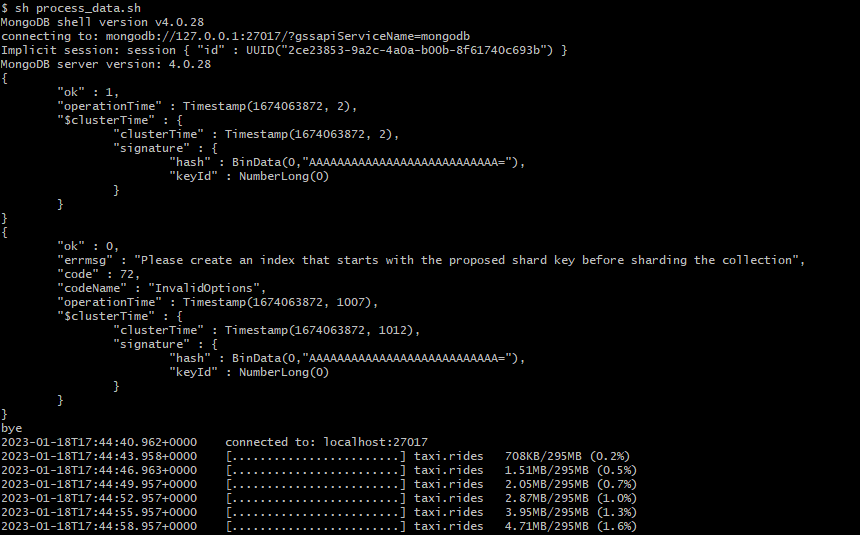 $ sh process_data.sh
MongoDB shell version v4.0.28
connecting to: mongodb://127.0.0.1:27017/?gssapiServiceName=mongodb
Implicit session: session { "id" : UUID("2ce23853-9a2c-4a0a-b00b-8f61740c693b") }
MongoDB server version: 4.0.28
{
        "ok" : 1,
        "operationTime" : Timestamp(1674063872, 2),
        "$clusterTime" : {
                "clusterTime" : Timestamp(1674063872, 2),
                "signature" : {
                        "hash" : BinData(0,"AAAAAAAAAAAAAAAAAAAAAAAAAAA="),
                        "keyId" : NumberLong(0)
                }
        }
}
{
        "ok" : 0,
        "errmsg" : "Please create an index that starts with the proposed shard key before sharding the collection",
        "code" : 72,
        "codeName" : "InvalidOptions",
        "operationTime" : Timestamp(1674063872, 1007),
        "$clusterTime" : {
                "clusterTime" : Timestamp(1674063872, 1012),
                "signature" : {
                        "hash" : BinData(0,"AAAAAAAAAAAAAAAAAAAAAAAAAAA="),
                        "keyId" : NumberLong(0)
                }
        }
}
bye
2023-01-18T17:44:40.962+0000    connected to: localhost:27017
2023-01-18T17:44:43.958+0000    [........................] taxi.rides   708KB/295MB (0.2%)
2023-01-18T17:44:46.963+0000    [........................] taxi.rides   1.51MB/295MB (0.5%)
2023-01-18T17:44:49.957+0000    [........................] taxi.rides   2.05MB/295MB (0.7%)
2023-01-18T17:44:52.957+0000    [........................] taxi.rides   2.87MB/295MB (1.0%)
2023-01-18T17:44:55.957+0000    [........................] taxi.rides   3.95MB/295MB (1.3%)
2023-01-18T17:44:58.957+0000    [........................] taxi.rides   4.71MB/295MB (1.6%)